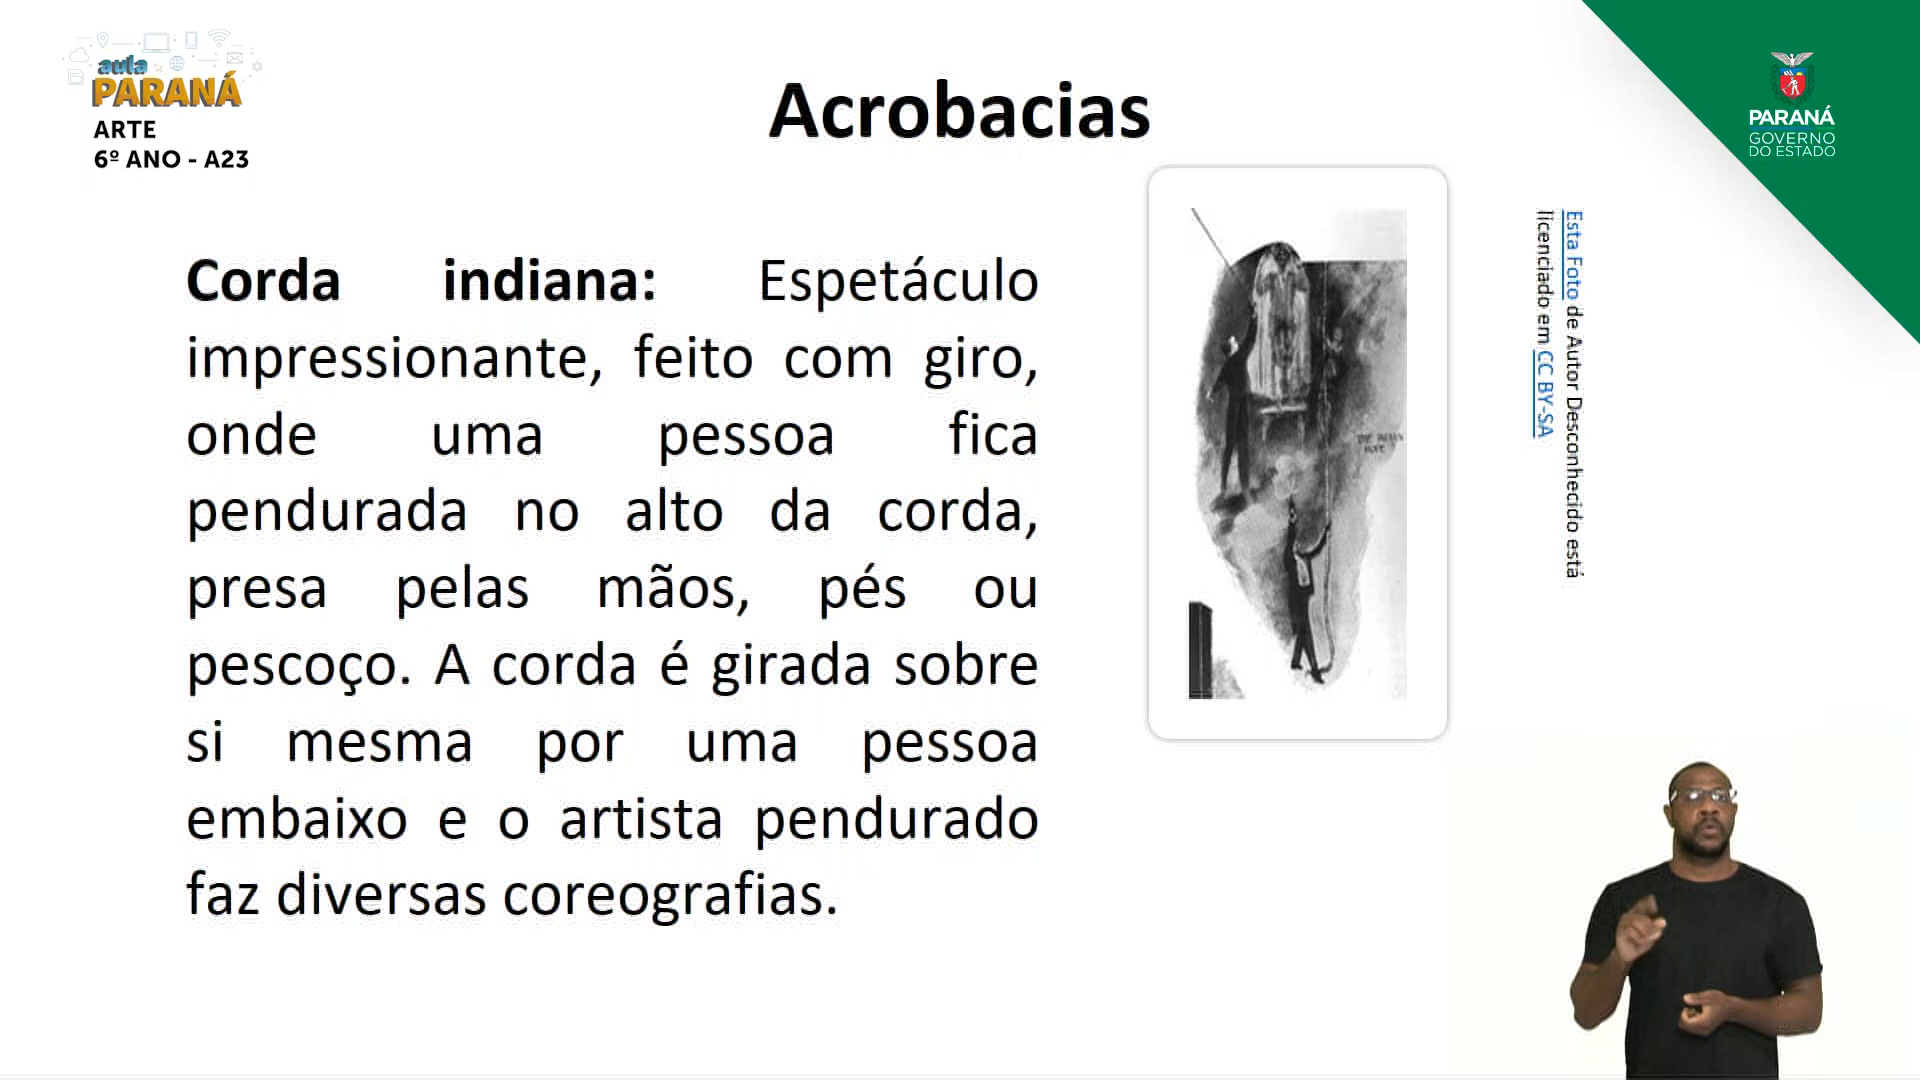 aula
PARANÁ
ARTE
6º ANO - A23
Acrobacias
PARANÁ
GOVERNO
DO ESTADO
Corda indiana: Espetáculo
impressionante, feito com giro,
onde uma pessoa fica
pendurada no alto da corda,
presa pelas mãos, pés ou
pescoço. A corda é girada sobre
si mesma por uma pessoa
embaixo e o artista pendurado
faz diversas coreografias.
Esta Foto de Autor Desconhecido está
licenciado em CC BY-SA